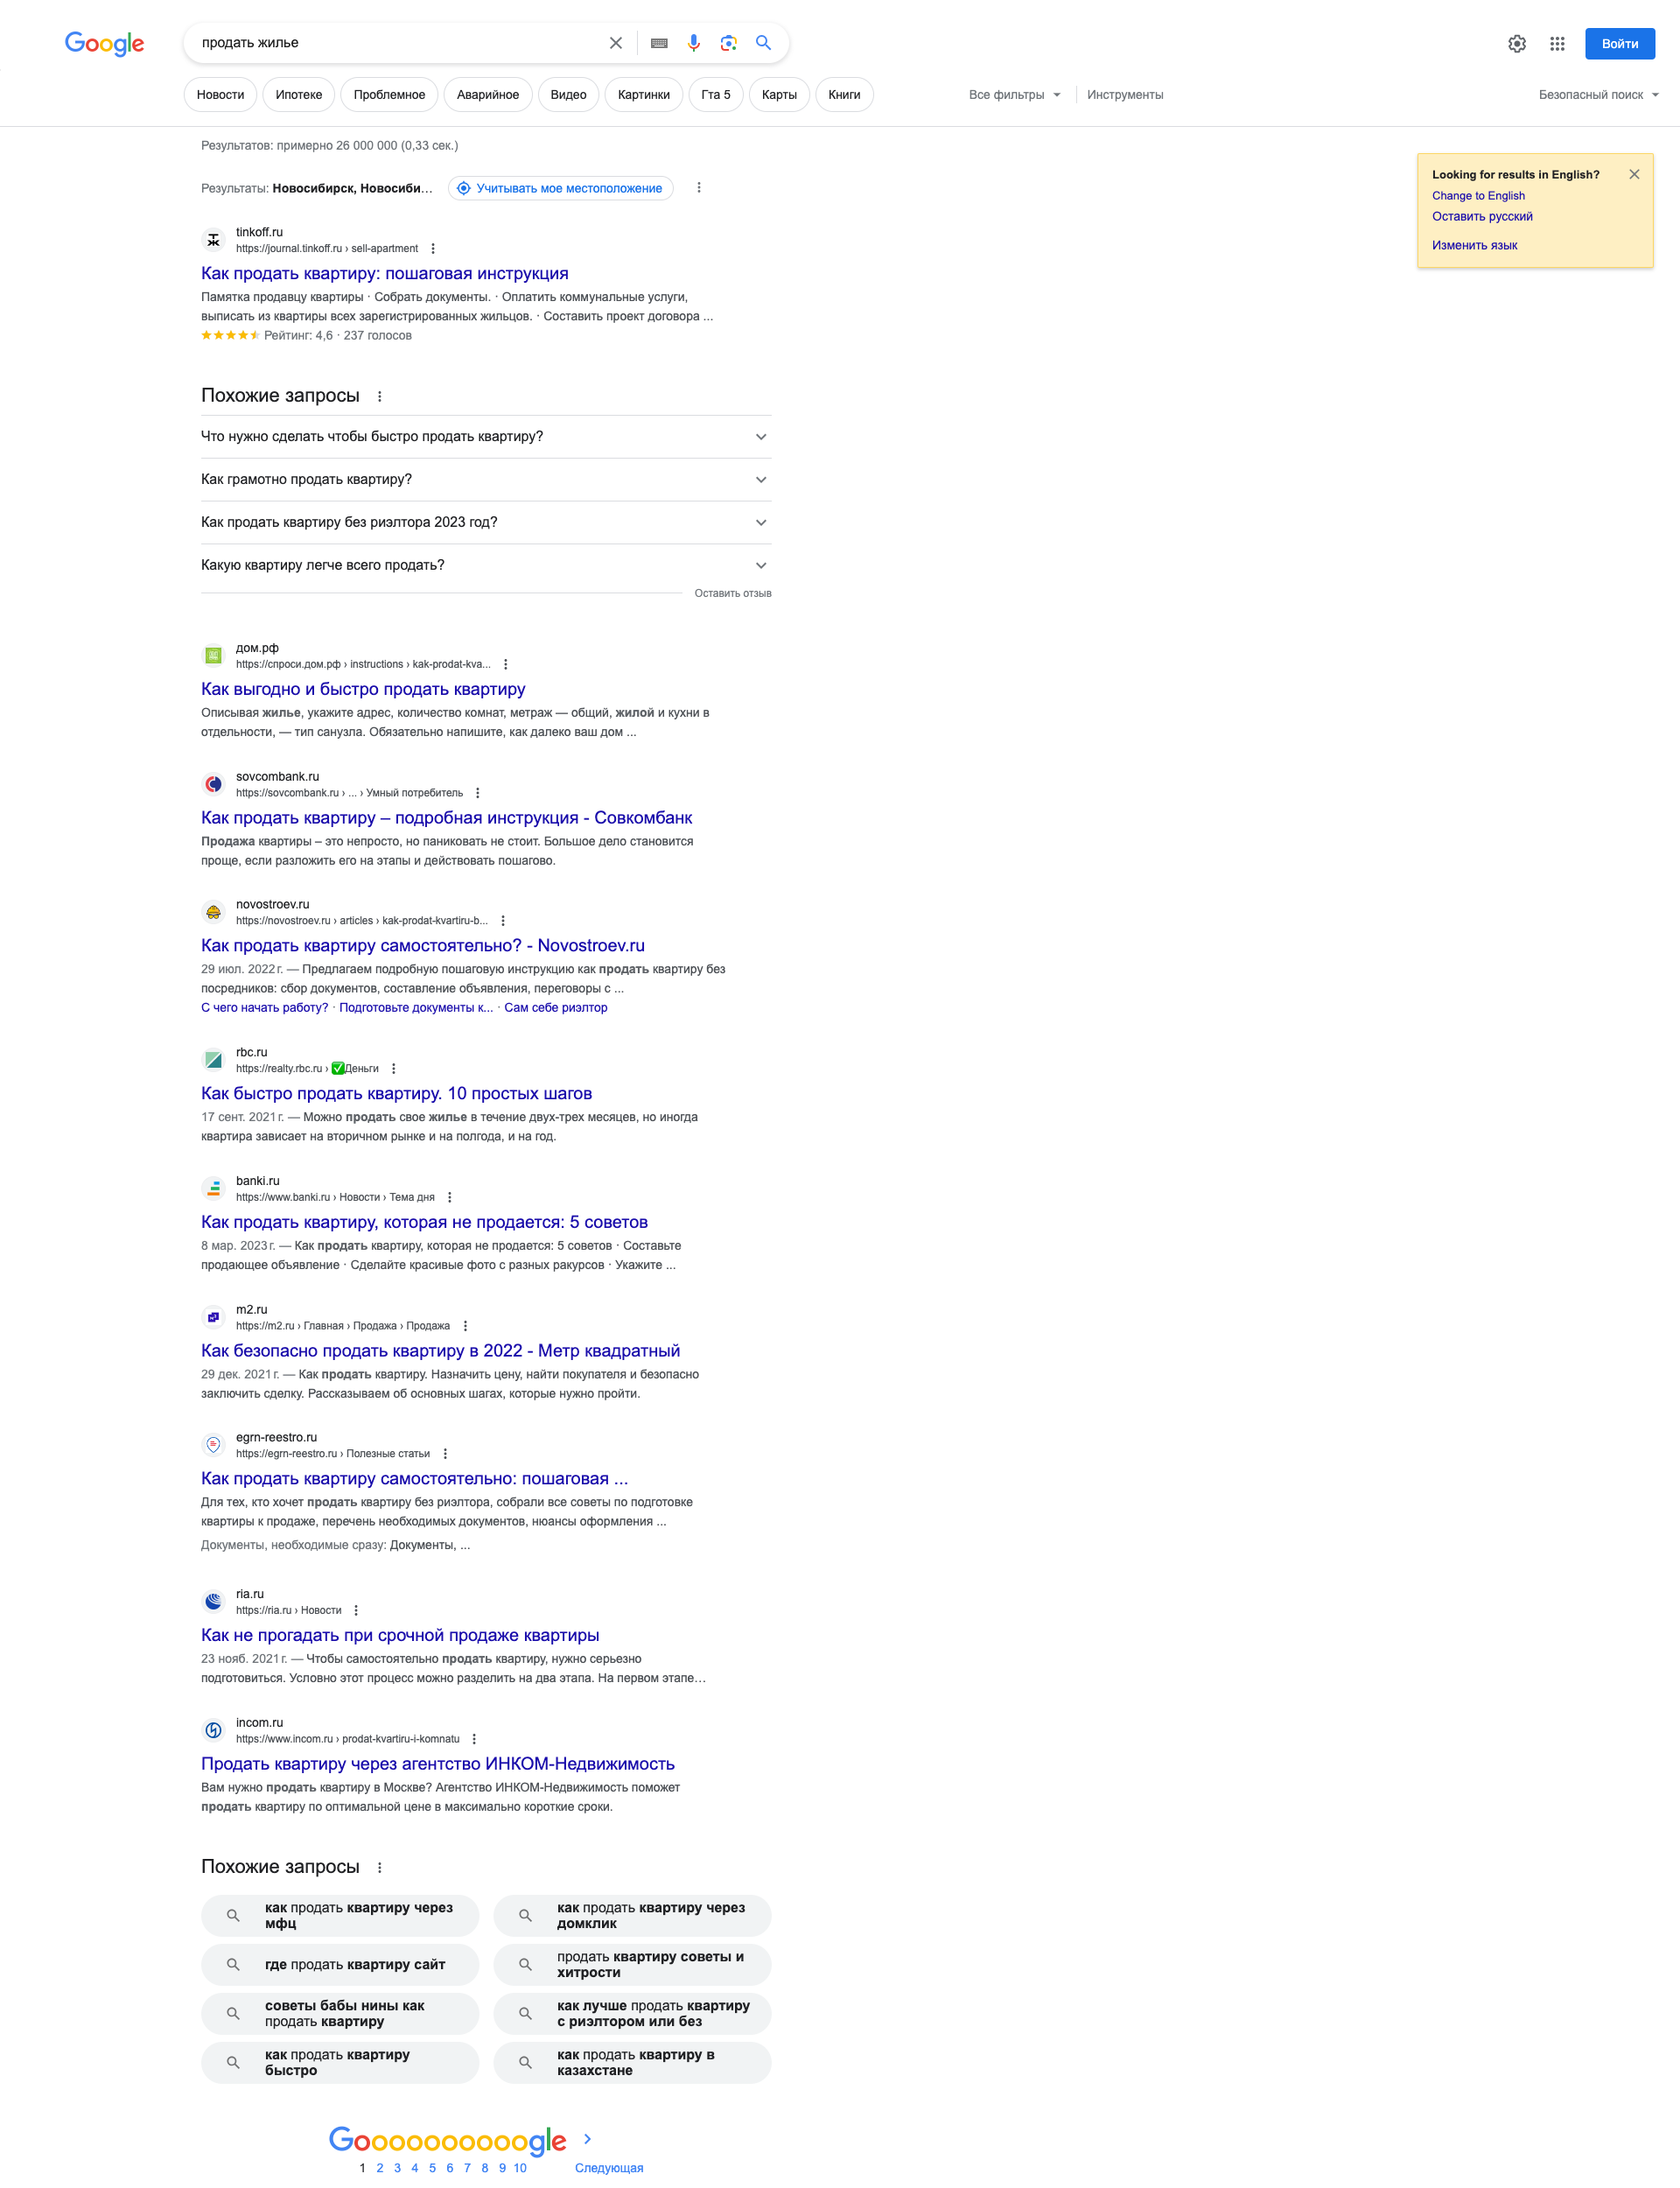 Google
продать жилье
Войти
Новости Ипотеке Проблемное Аварийное Видео Картинки Гта 5 Карты Книги Все фильтры Инструменты Безопасный поиск
Результатов: примерно 26 000 000 (0,33 сек.)
Результаты: Новосибирск, Новосиби… Учитывать мое местоположение
Looking for results in English?
Change to English
Оставить русский
Изменить язык
tinkoff.ru
https://journal.tinkoff.ru › sell-apartment
Как продать квартиру: пошаговая инструкция
Памятка продавцу квартиры · Собрать документы. · Оплатить коммунальные услуги,
выписать из квартиры всех зарегистрированных жильцов. · Составить проект договора ...
Рейтинг: 4,6 · 237 голосов
Похожие запросы
Что нужно сделать чтобы быстро продать квартиру?
Как грамотно продать квартиру?
Как продать квартиру без риэлтора 2023 год?
Какую квартиру легче всего продать?
Оставить отзыв
дом.рф
https://спроси.дом.рф › instructions › kak-prodat-kva...
Как выгодно и быстро продать квартиру
Описывая жилье, укажите адрес, количество комнат, метраж — общий, жилой и кухни в
отдельности, — тип санузла. Обязательно напишите, как далеко ваш дом ...
sovcombank.ru
https://sovcombank.ru › ... › Умный потребитель
Как продать квартиру – подробная инструкция - Совкомбанк
Продажа квартиры – это непросто, но паниковать не стоит. Большое дело становится
проще, если разложить его на этапы и действовать пошагово.
novostroev.ru
https://novostroev.ru › articles › kak-prodat-kvartiru-b...
Как продать квартиру самостоятельно? - Novostroev.ru
29 июл. 2022 г. — Предлагаем подробную пошаговую инструкцию как продать квартиру без
посредников: сбор документов, составление объявления, переговоры с ...
С чего начать работу? · Подготовьте документы к... · Сам себе риэлтор
rbc.ru
https://realty.rbc.ru › ✅Деньги
Как быстро продать квартиру. 10 простых шагов
17 сент. 2021 г. — Можно продать свое жилье в течение двух-трех месяцев, но иногда
квартира зависает на вторичном рынке и на полгода, и на год.
banki.ru
https://www.banki.ru › Новости › Тема дня
Как продать квартиру, которая не продается: 5 советов
8 мар. 2023 г. — Как продать квартиру, которая не продается: 5 советов · Составьте
продающее объявление · Сделайте красивые фото с разных ракурсов · Укажите ...
m2.ru
https://m2.ru › Главная › Продажа › Продажа
Как безопасно продать квартиру в 2022 - Метр квадратный
29 дек. 2021 г. — Как продать квартиру. Назначить цену, найти покупателя и безопасно
заключить сделку. Рассказываем об основных шагах, которые нужно пройти.
egrn-reestro.ru
https://egrn-reestro.ru › Полезные статьи
Как продать квартиру самостоятельно: пошаговая ...
Для тех, кто хочет продать квартиру без риэлтора, собрали все советы по подготовке
квартиры к продаже, перечень необходимых документов, нюансы оформления ...
Документы, необходимые сразу: Документы, ...
ria.ru
https://ria.ru › Новости
Как не прогадать при срочной продаже квартиры
23 нояб. 2021 г. — Чтобы самостоятельно продать квартиру, нужно серьезно
подготовиться. Условно этот процесс можно разделить на два этапа. На первом этапе…
incom.ru
https://www.incom.ru › prodat-kvartiru-i-komnatu
Продать квартиру через агентство ИНКОМ-Недвижимость
Вам нужно продать квартиру в Москве? Агентство ИНКОМ-Недвижимость поможет
продать квартиру по оптимальной цене в максимально короткие сроки.
Похожие запросы
как продать квартиру через
мфц
как продать квартиру через
домклик
где продать квартиру сайт
продать квартиру советы и
хитрости
советы бабы нины как
продать квартиру
как лучше продать квартиру
с риэлтором или без
как продать квартиру
быстро
как продать квартиру в
казахстане
Goooooooooogle
1 2 3 4 5 6 7 8 9 10 Следующая